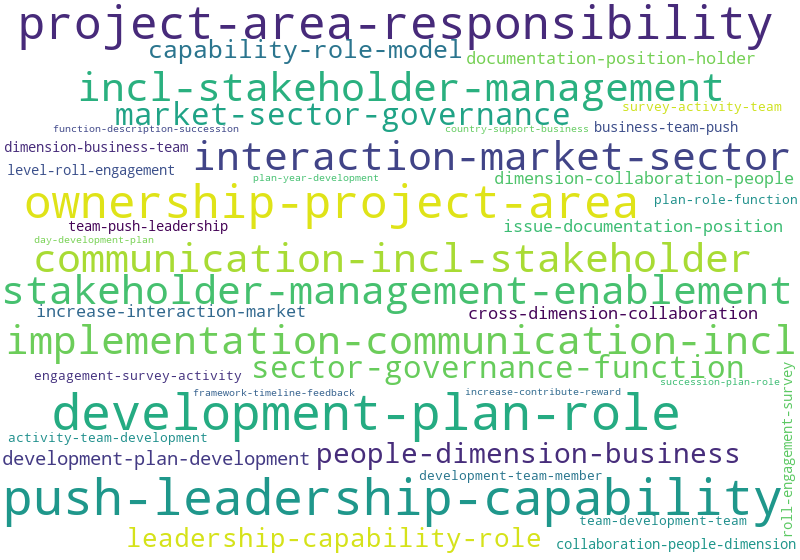 project-area-responsibility
capability-role-model
documentation-position-holder
incl-stakeholder-management
market-sector-governance
survey-activity-team
function-description-succession
country-support-business
business-team-push
dimension-business-team
interaction-market-sector
level-roll-engagement
plan-year-development
dimension-collaboration-people
ownership-project-area
plan-role-function
team-push-leadership
issue-documentation-position
day-development-plan
communication-incl-stakeholder
stakeholder-management-enablement
increase-interaction-market
cross-dimension-collaboration
implementation-communication-incl
sector-governance-function
engagement-survey-activity
succession-plan-role
framework-timeline-feedback
increase-contribute-reward
roll-engagement-survey
development-plan-role
activity-team-development
development-plan-development
people-dimension-business
development-team-member
push-leadership-capability
team-development-team
leadership-capability-role
collaboration-people-dimension